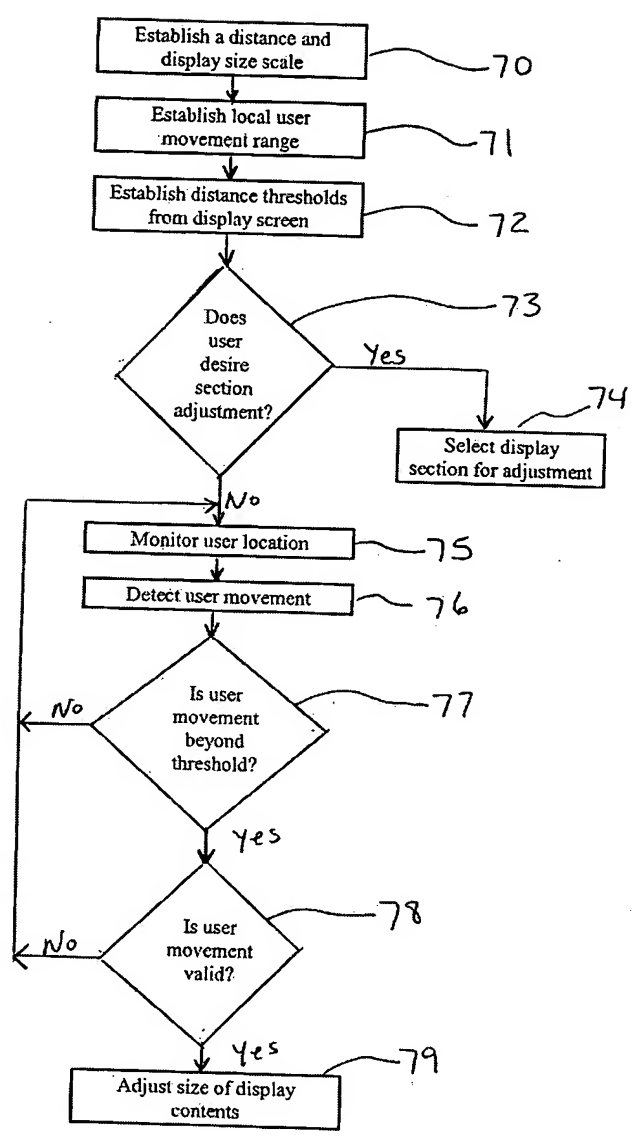 Establish a distance and
display size scale
70
Establish local user
movement range
71
Establish distance thresholds
from display screen
72
Does
user
desire
section
adjustment?
73
Yes
74
Select display
section for adjustment
No
Monitor user location
75
Detect user movement
76
Is user
movement
beyond
threshold?
77
No
Yes
Is user
movement
valid?
78
No
Yes
79
Adjust size of display
contents